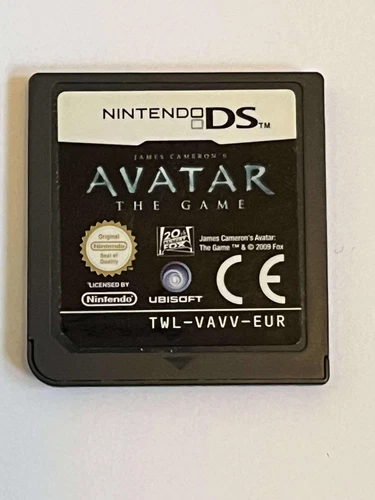 NINTENDO DS™
JAMES CAMERON'S
AVATAR
THE GAME
Original
Nintendo
Seal of
Quality
20th
CENTURY
FOX
James Cameron's Avatar:
The Game ™ & © 2009 Fox
LICENSED BY
Nintendo
UBISOFT
CE
TWL-VAVV-EUR